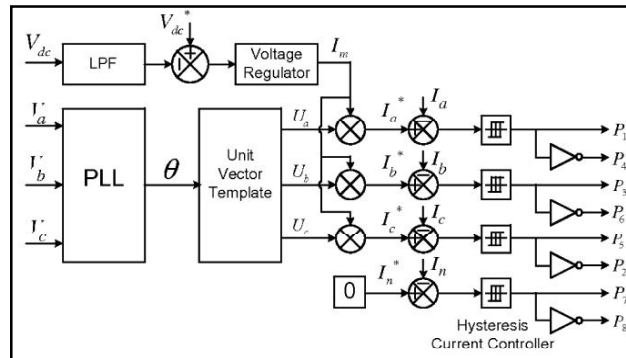 V_dc*
V_dc
LPF
Voltage
Regulator
I_m
V_a
V_b
V_c
PLL
θ
Unit
Vector
Template
U_a
U_b
U_c
I_a*
I_a
I_b*
I_b
I_c*
I_c
I_n*
I_n
0
P_1
P_4
P_3
P_6
P_5
P_2
P_7
P_8
Hysteresis
Current Controller